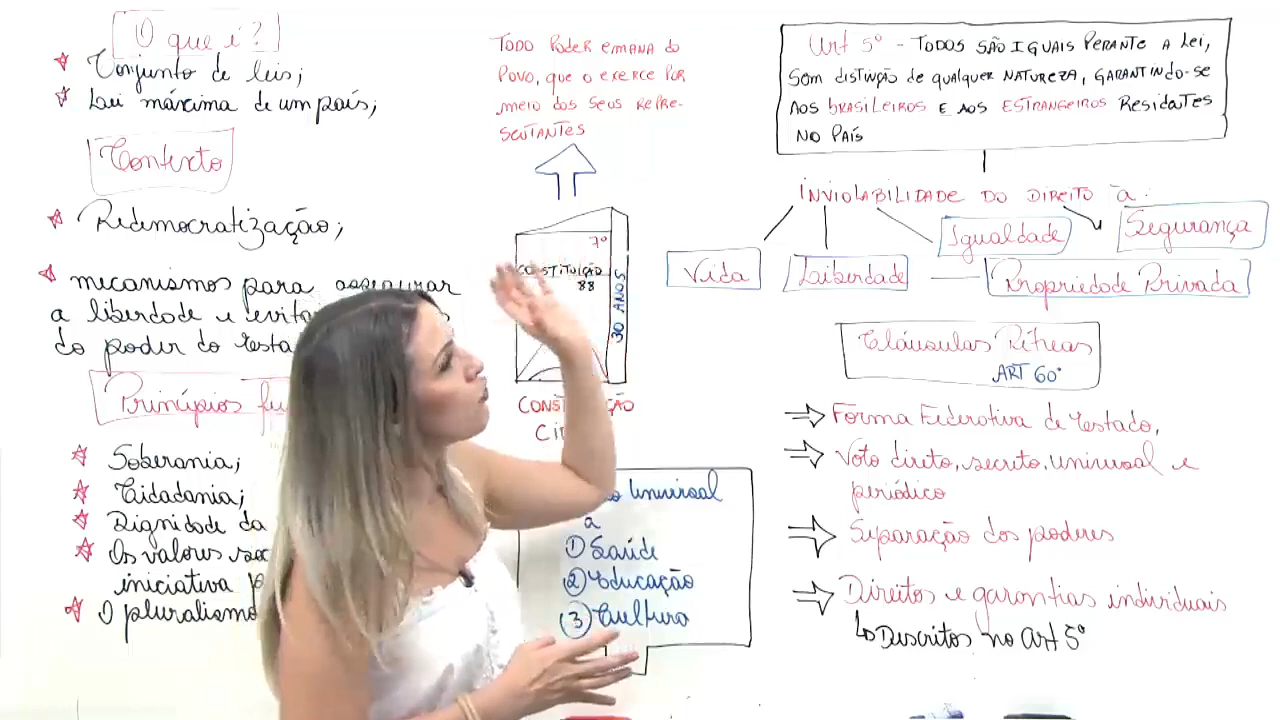 O que é?
Conjunto de leis;
Lei máxima de um país;
Contexto
Redemocratização;
mecanismos para assegurar
a liberdade e evitar
do poder do
Princípios
Soberania;
Cidadania;
Dignidade da
Os valores
iniciativa
O pluralismo
TODO PODER EMANA do
POVO, que o EXERCE POR
MEIO dos SEUS REPRE-
SENTANTES
7º
CONSTITUIÇÃO
88
30 ANOS
Universal
a
1 Saúde
2 Educação
3 Cultura
Art 5º - TODOS SÃO IGUAIS PERANTE A LEI,
SEM DISTINÇÃO de qualquer NATUREZA, GARANTINDO-SE
AOS BRASILEIROS E AOS ESTRANGEIROS RESIDENTES
NO PAÍS
INVIOLABILIDADE DO DIREITO À:
Vida
Liberdade
Igualdade
Segurança
Propriedade Privada
Cláusulas Pétreas
ART 60º
Forma Federativa de Estado,
Voto direto, secreto, universal e
periódico
Separação dos poderes
Direitos e garantias individuais
Descritos no art 5º